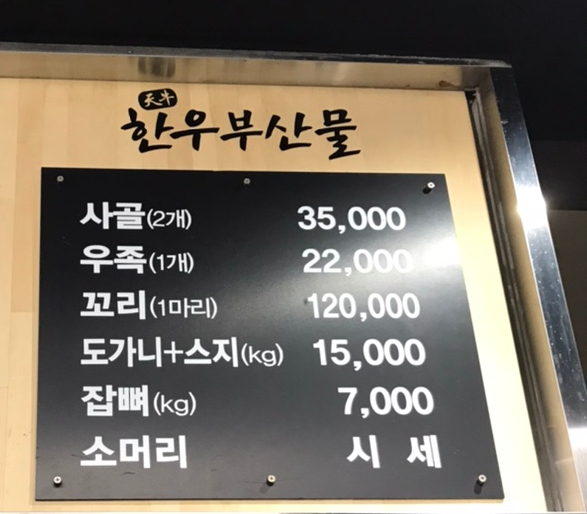 天牛
한우부산물
사골(2개) 35,000
우족(1개) 22,000
꼬리(1마리) 120,000
도가니+스지(kg) 15,000
잡뼈(kg) 7,000
소머리 시 세